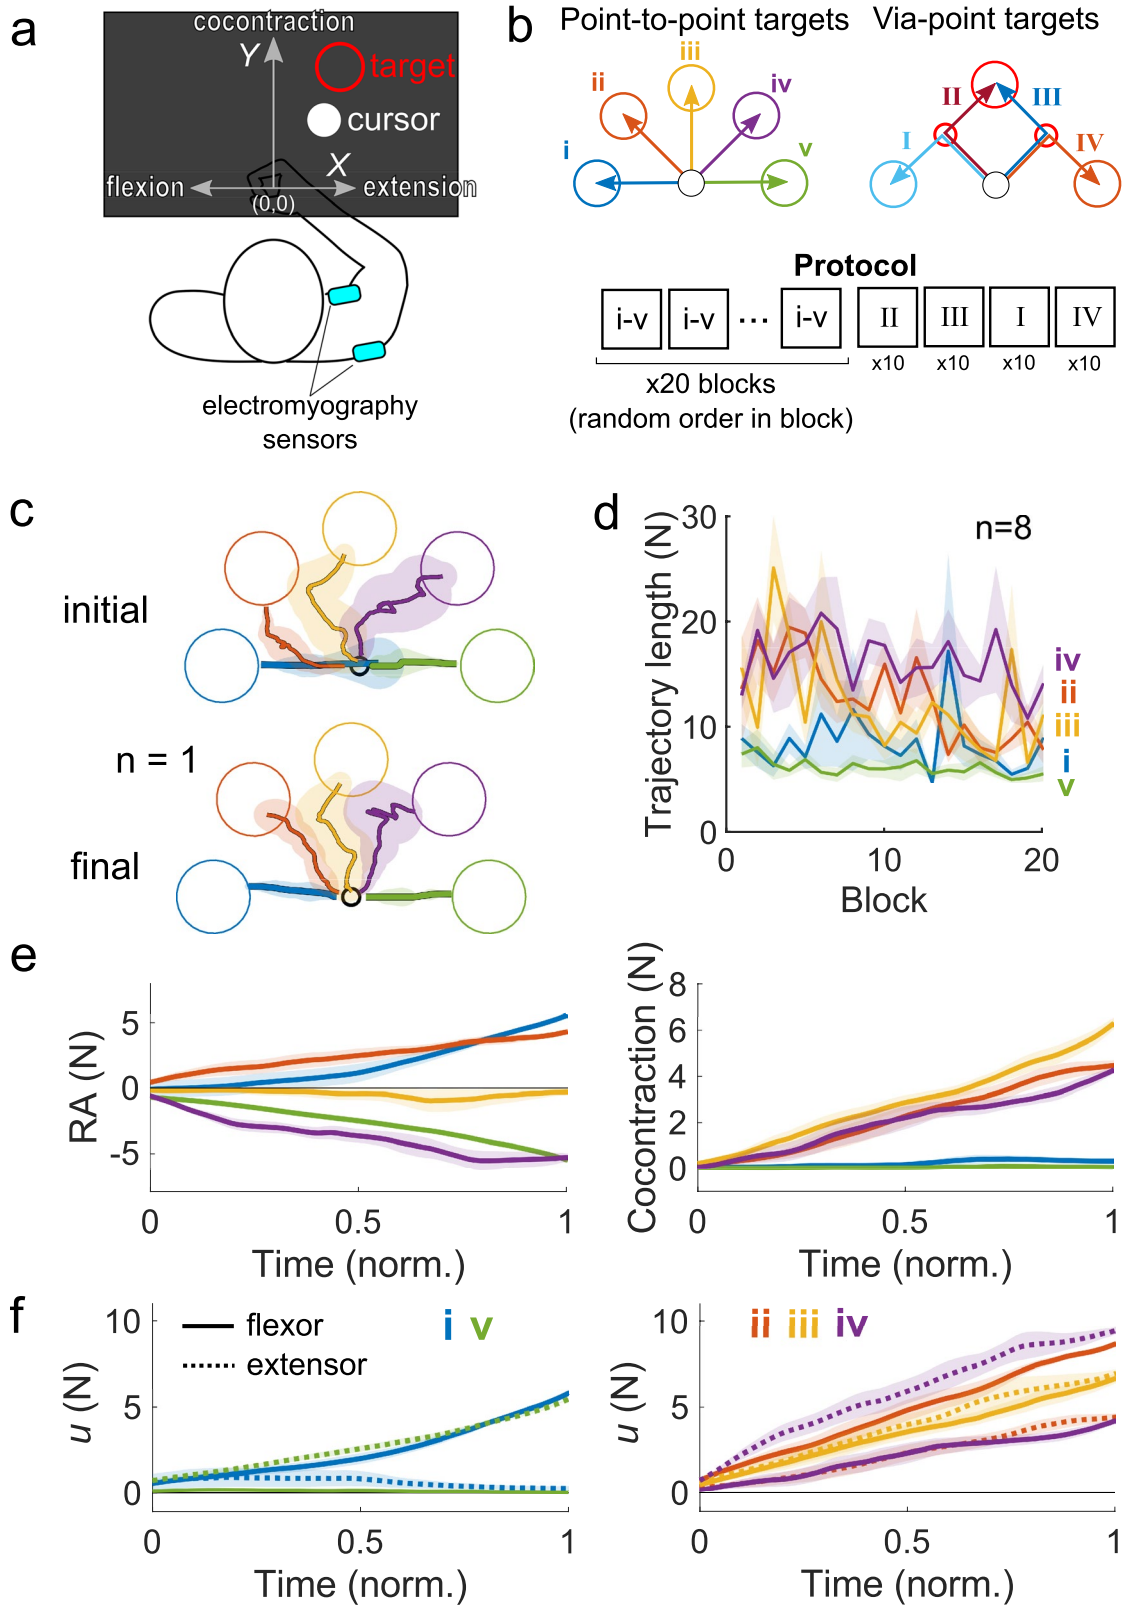 a
cocontraction
Y
target
cursor
X
flexion
extension
(0,0)
electromyography
sensors
b
Point-to-point targets
Via-point targets
i
ii
iii
iv
v
I
II
III
IV
Protocol
i-v
i-v
...
i-v
II
III
I
IV
x10
x10
x10
x10
x20 blocks
(random order in block)
c
initial
n = 1
final
d
n=8
Trajectory length (N)
30
20
10
0
0
10
20
Block
iv
ii
iii
i
v
e
RA (N)
5
0
-5
0
0.5
1
Time (norm.)
Cocontraction (N)
8
6
4
2
0
0
0.5
1
Time (norm.)
f
flexor
extensor
i v
u (N)
10
5
0
0
0.5
1
Time (norm.)
ii iii iv
u (N)
10
5
0
0
0.5
1
Time (norm.)